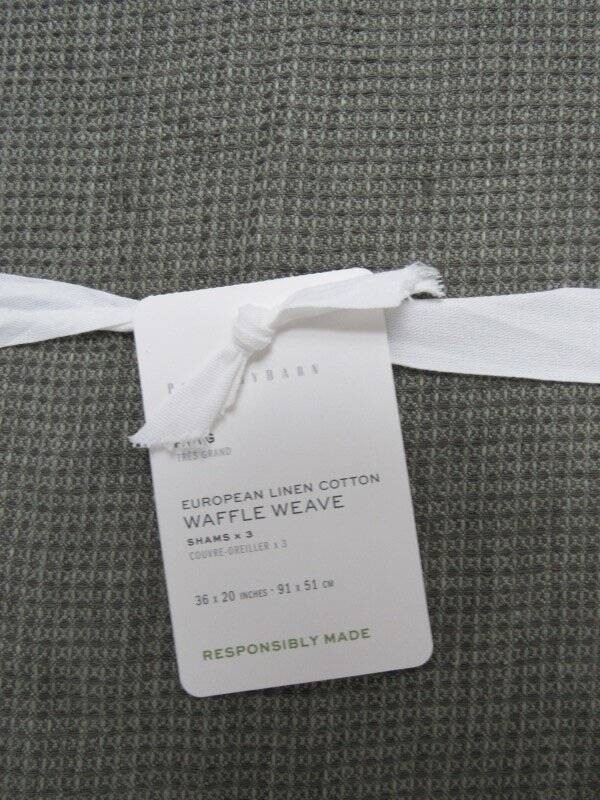 TRÈS GRAND
EUROPEAN LINEN COTTON
WAFFLE WEAVE
SHAMS x 3
COUVRE-OREILLER x 3
36 x 20 INCHES · 91 x 51 CM
RESPONSIBLY MADE